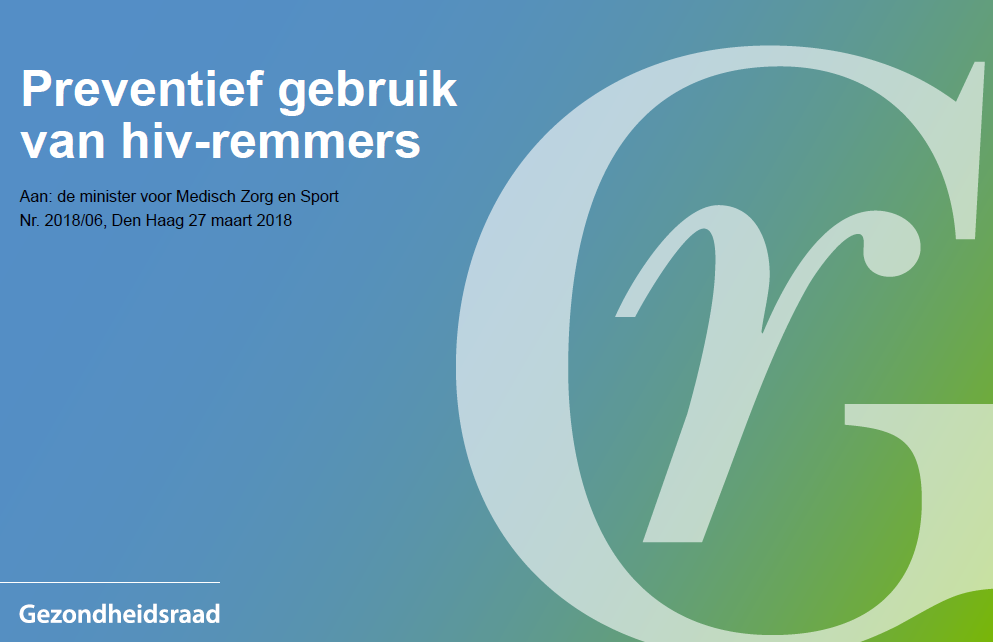 Preventief gebruik
van hiv-remmers
Aan: de minister voor Medisch Zorg en Sport
Nr. 2018/06, Den Haag 27 maart 2018
Gr
Gezondheidsraad